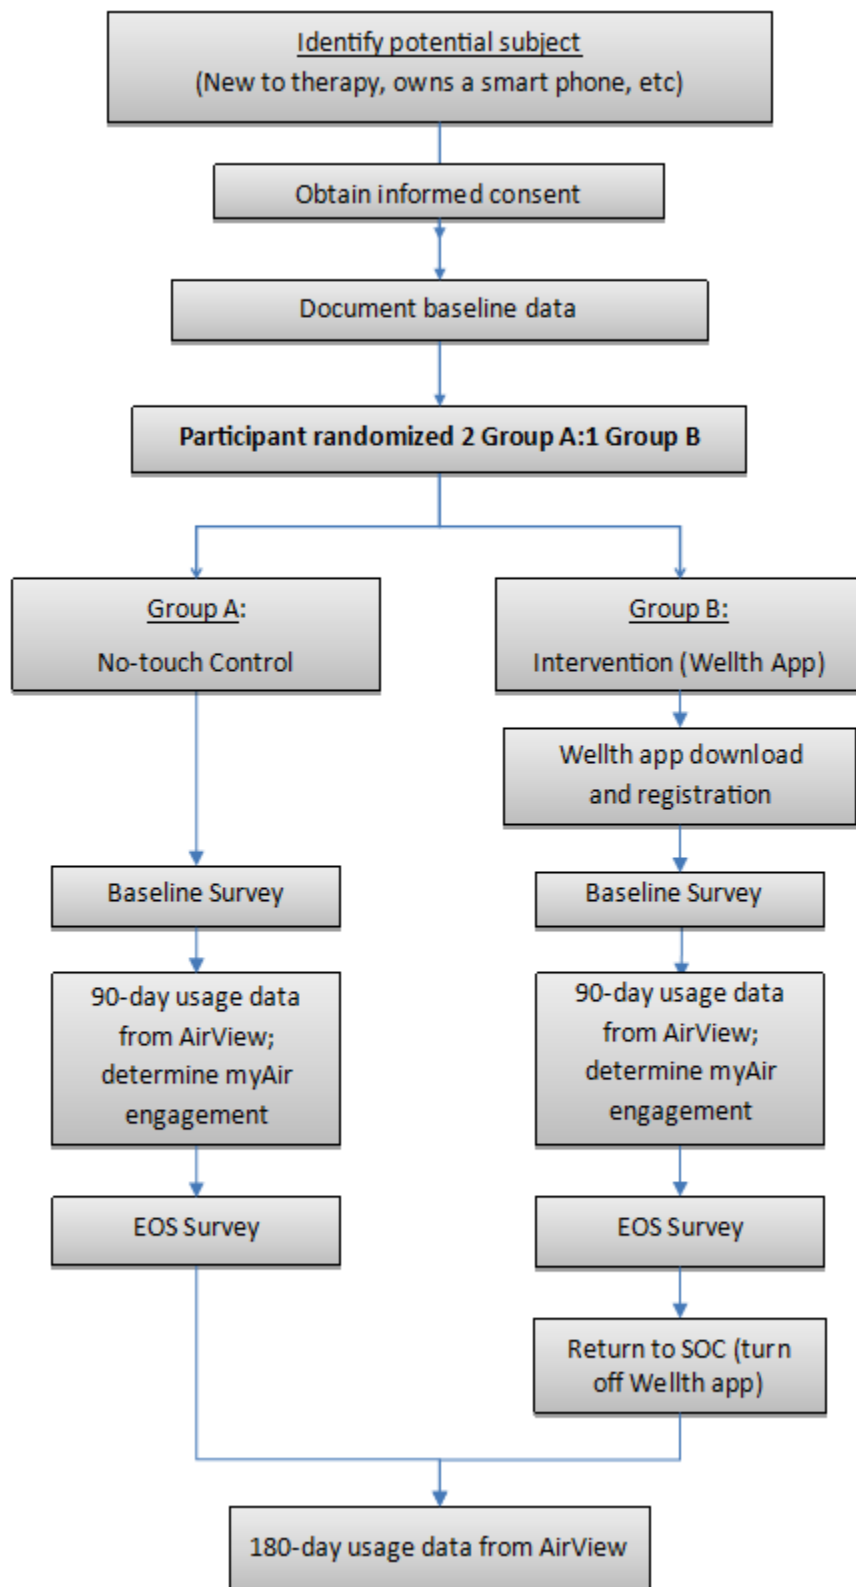 Identify potential subject
(New to therapy, owns a smart phone, etc)
Obtain informed consent
Document baseline data
Participant randomized 2 Group A:1 Group B
Group A:
No-touch Control
Group B:
Intervention (Wellth App)
Wellth app download
and registration
Baseline Survey
Baseline Survey
90-day usage data
from AirView;
determine myAir
engagement
90-day usage data
from AirView;
determine myAir
engagement
EOS Survey
EOS Survey
Return to SOC (turn
off Wellth app)
180-day usage data from AirView